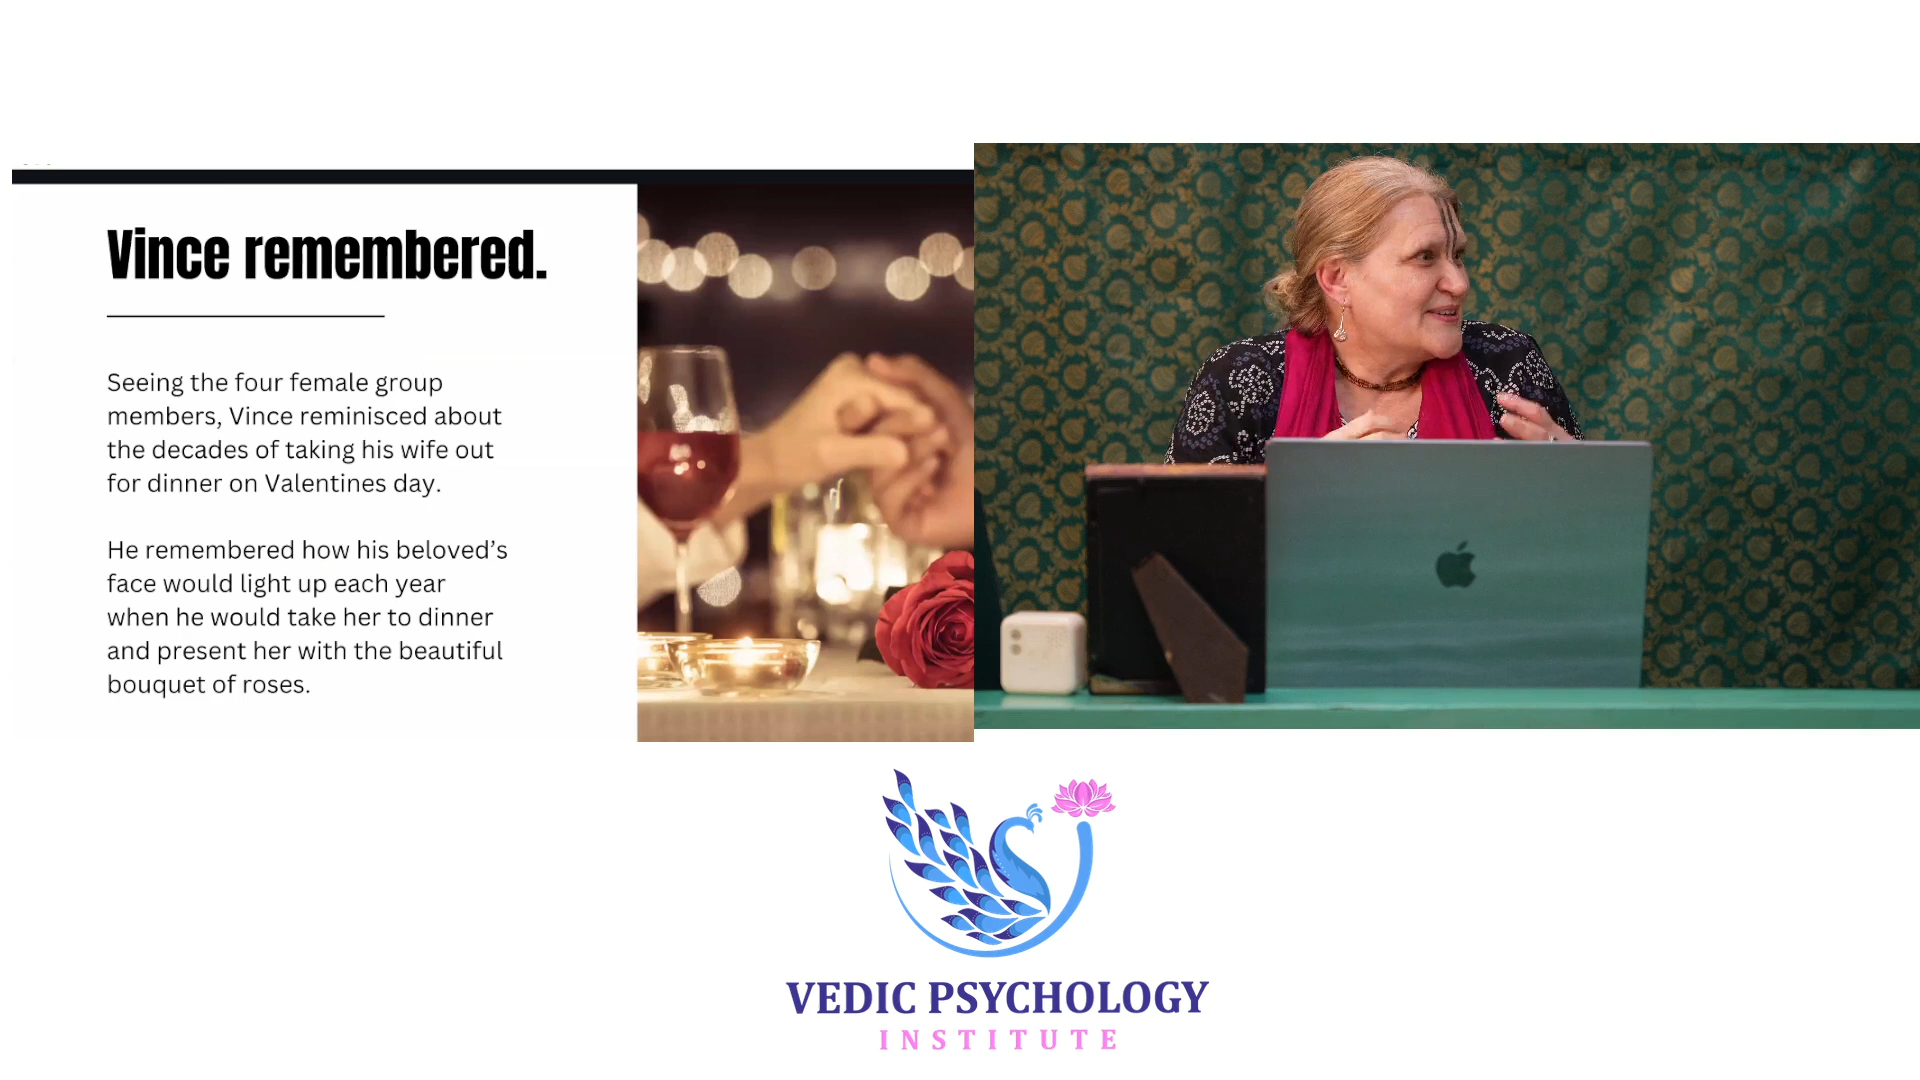 Vince remembered.
Seeing the four female group
members, Vince reminisced about
the decades of taking his wife out
for dinner on Valentines day.
He remembered how his beloved’s
face would light up each year
when he would take her to dinner
and present her with the beautiful
bouquet of roses.
VEDIC PSYCHOLOGY
INSTITUTE